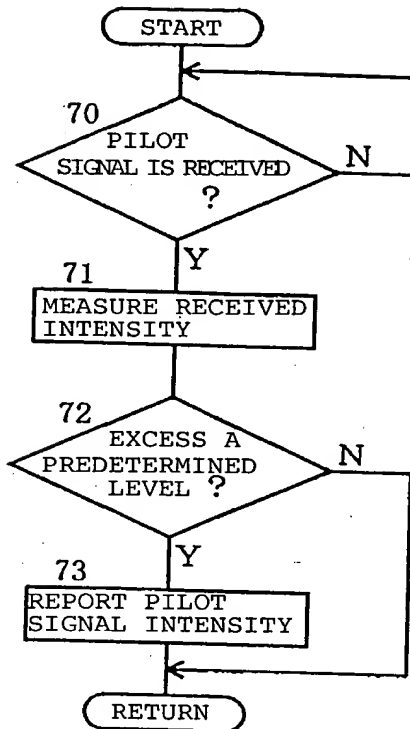 START
70
PILOT
SIGNAL IS RECEIVED
?
N
Y
71
MEASURE RECEIVED
INTENSITY
72
EXCESS A
PREDETERMINED
LEVEL ?
N
Y
73
REPORT PILOT
SIGNAL INTENSITY
RETURN